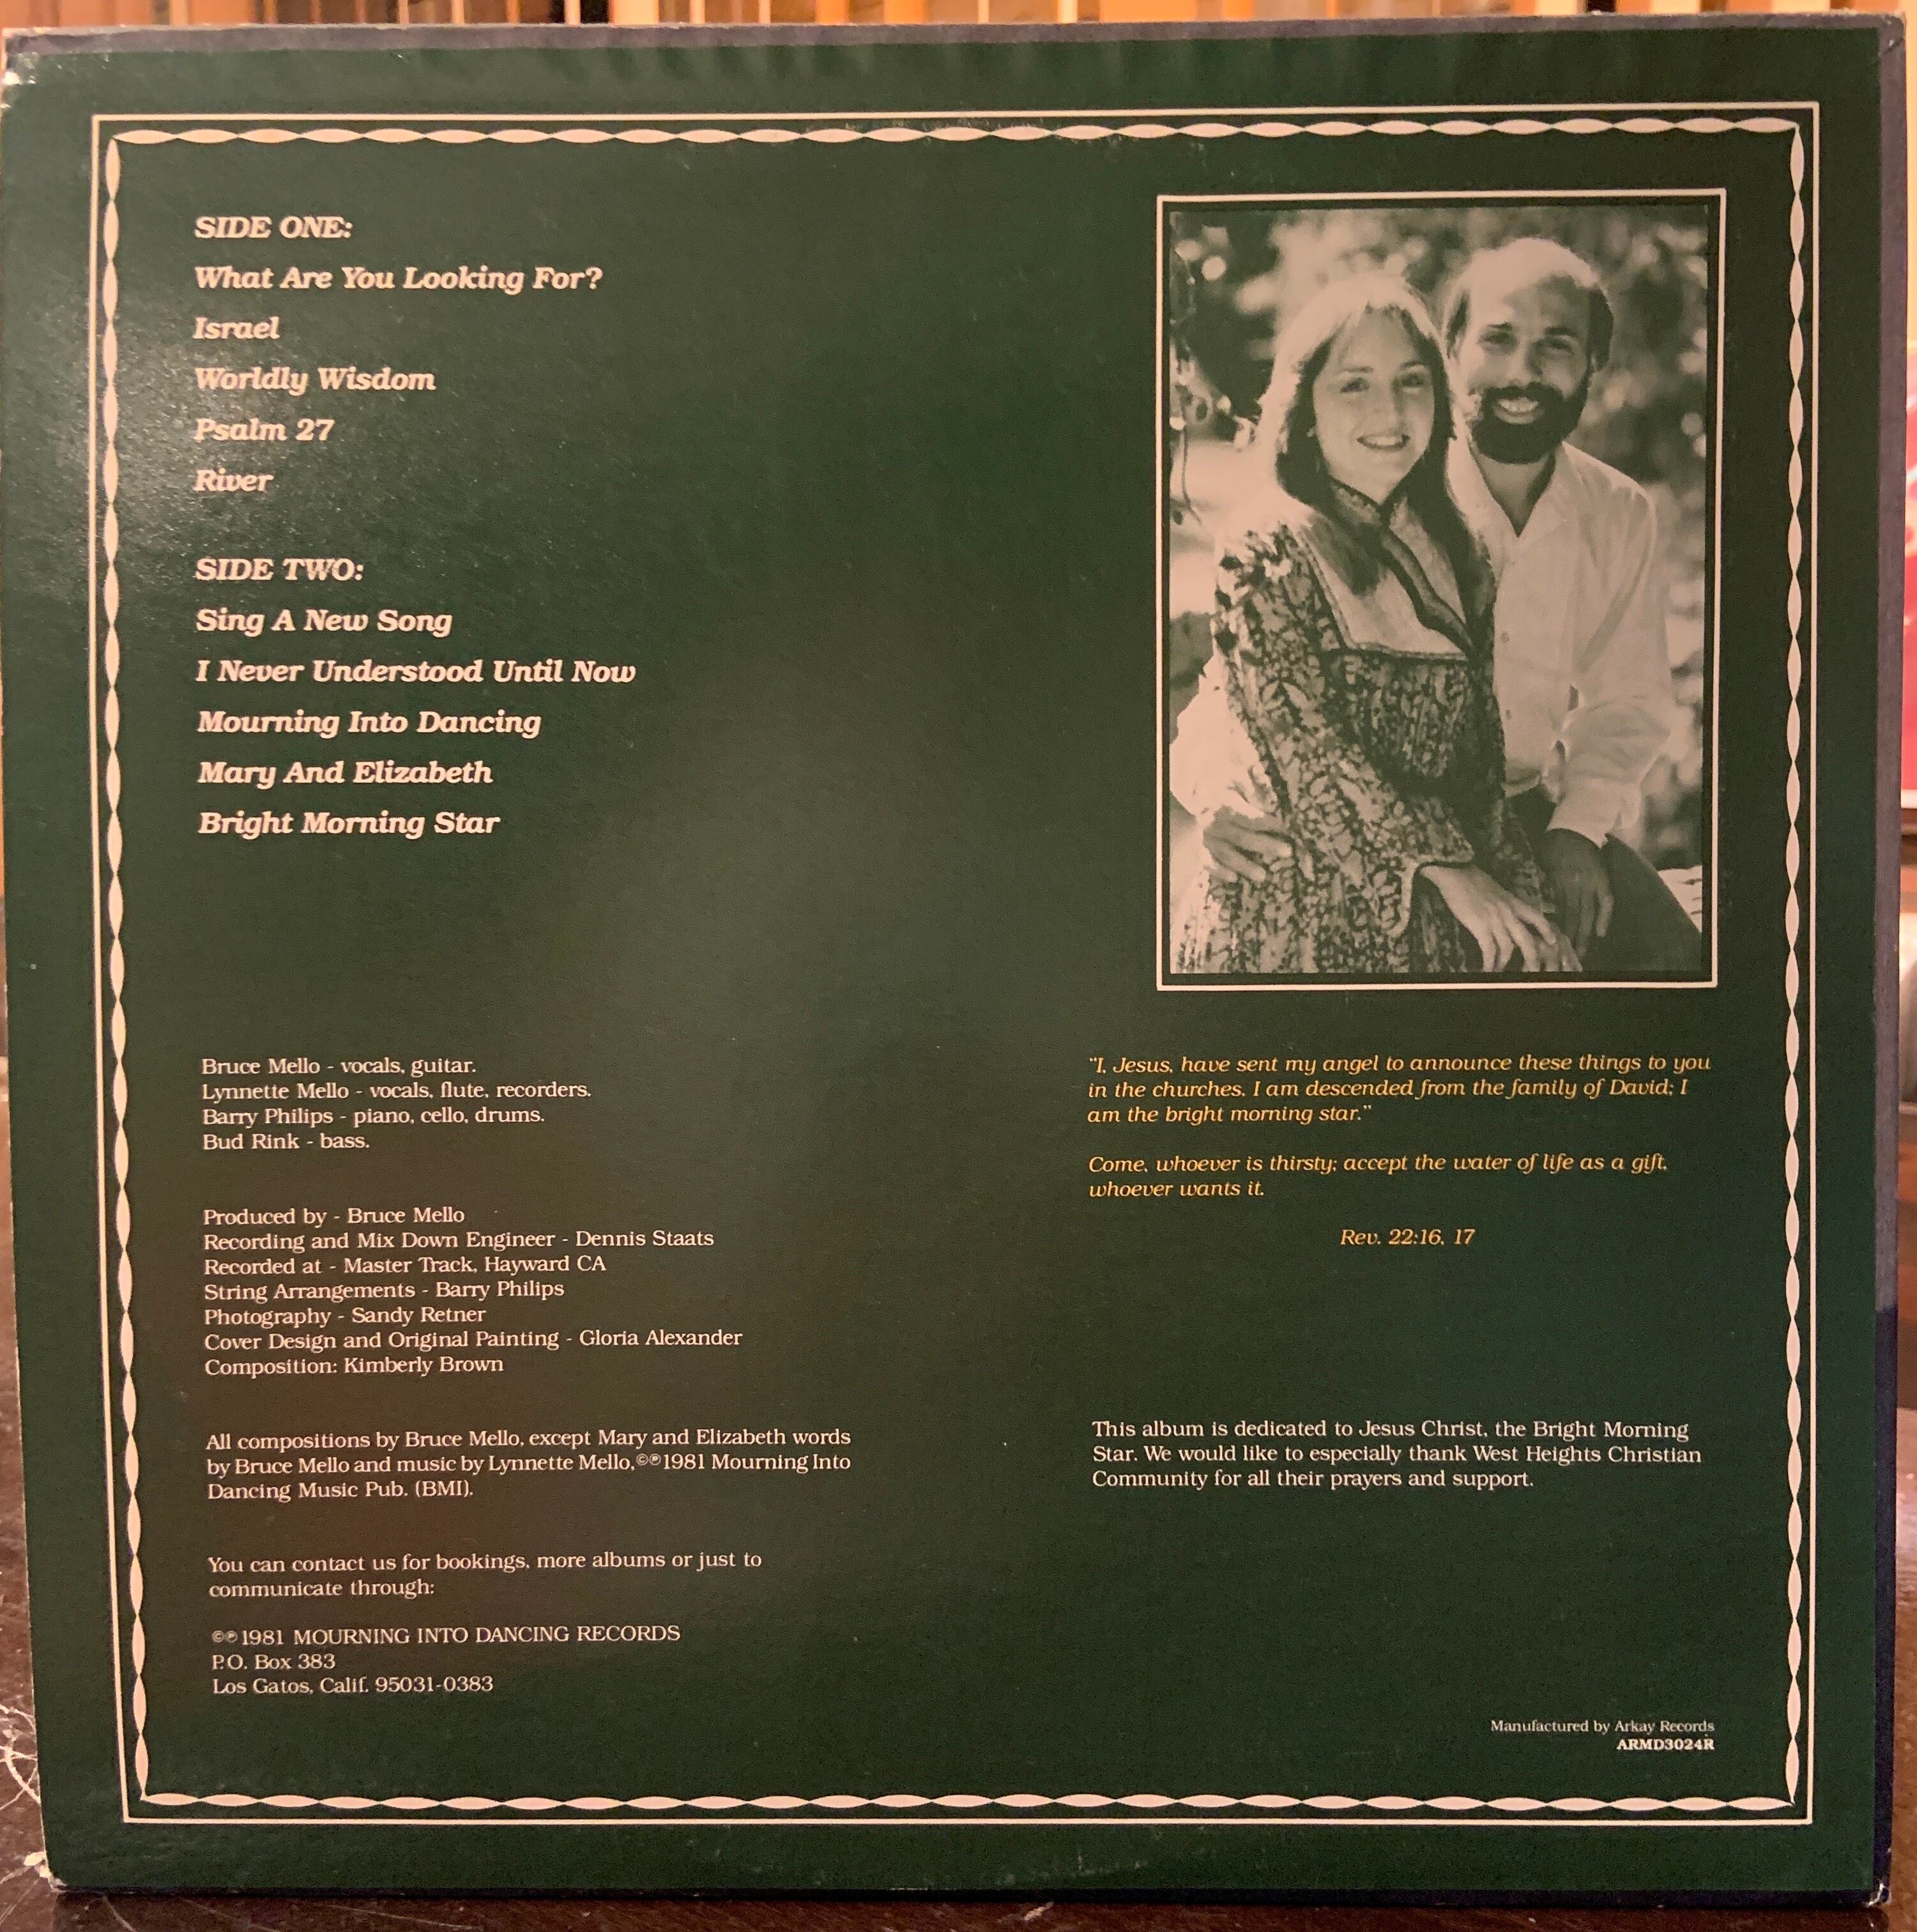 SIDE ONE:
What Are You Looking For?
Israel
Worldly Wisdom
Psalm 27
River
SIDE TWO:
Sing A New Song
I Never Understood Until Now
Mourning Into Dancing
Mary And Elizabeth
Bright Morning Star
Bruce Mello - vocals, guitar.
Lynnette Mello - vocals, flute, recorders.
Barry Philips - piano, cello, drums.
Bud Rink - bass.
Produced by - Bruce Mello
Recording and Mix Down Engineer - Dennis Staats
Recorded at - Master Track, Hayward CA
String Arrangements - Barry Philips
Photography - Sandy Retner
Cover Design and Original Painting - Gloria Alexander
Composition: Kimberly Brown
All compositions by Bruce Mello, except Mary and Elizabeth words
by Bruce Mello and music by Lynnette Mello,©℗1981 Mourning Into
Dancing Music Pub. (BMI).
You can contact us for bookings, more albums or just to
communicate through:
©℗1981 MOURNING INTO DANCING RECORDS
P.O. Box 383
Los Gatos, Calif. 95031-0383
"I, Jesus, have sent my angel to announce these things to you
in the churches. I am descended from the family of David; I
am the bright morning star."
Come, whoever is thirsty; accept the water of life as a gift,
whoever wants it.
Rev. 22:16, 17
This album is dedicated to Jesus Christ, the Bright Morning
Star. We would like to especially thank West Heights Christian
Community for all their prayers and support.
Manufactured by Arkay Records
ARMD3024R